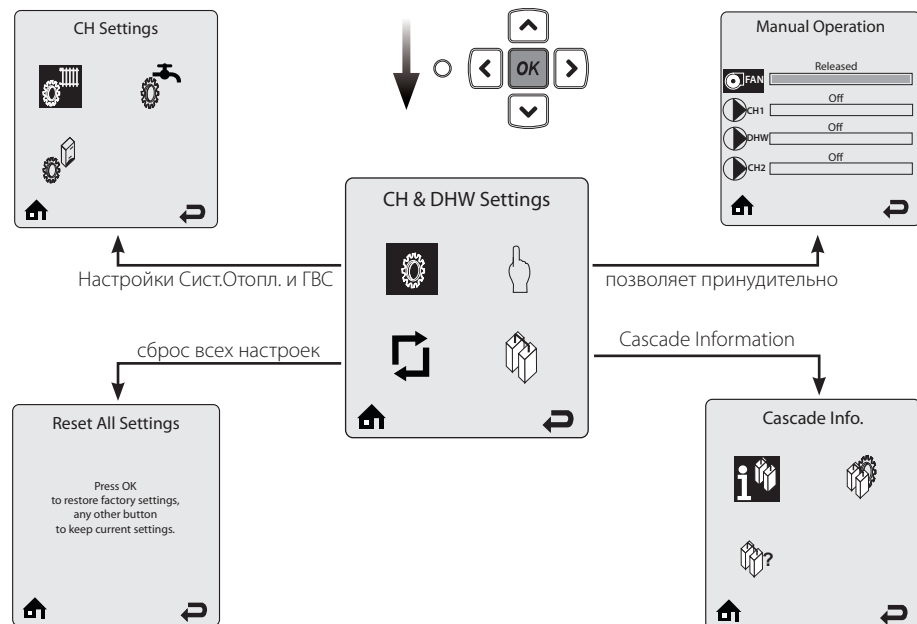 CH Settings
OK
Manual Operation
FAN
Released
CH1
Off
DHW
Off
CH2
Off
CH & DHW Settings
Настройки Сист.Отопл. и ГВС
позволяет принудительно
сброс всех настроек
Cascade Information
Reset All Settings
Press OK
to restore factory settings,
any other button
to keep current settings.
Cascade Info.
i
?